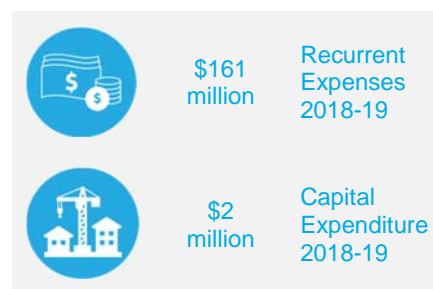 $
$
$161
million
Recurrent
Expenses
2018-19
$2
million
Capital
Expenditure
2018-19